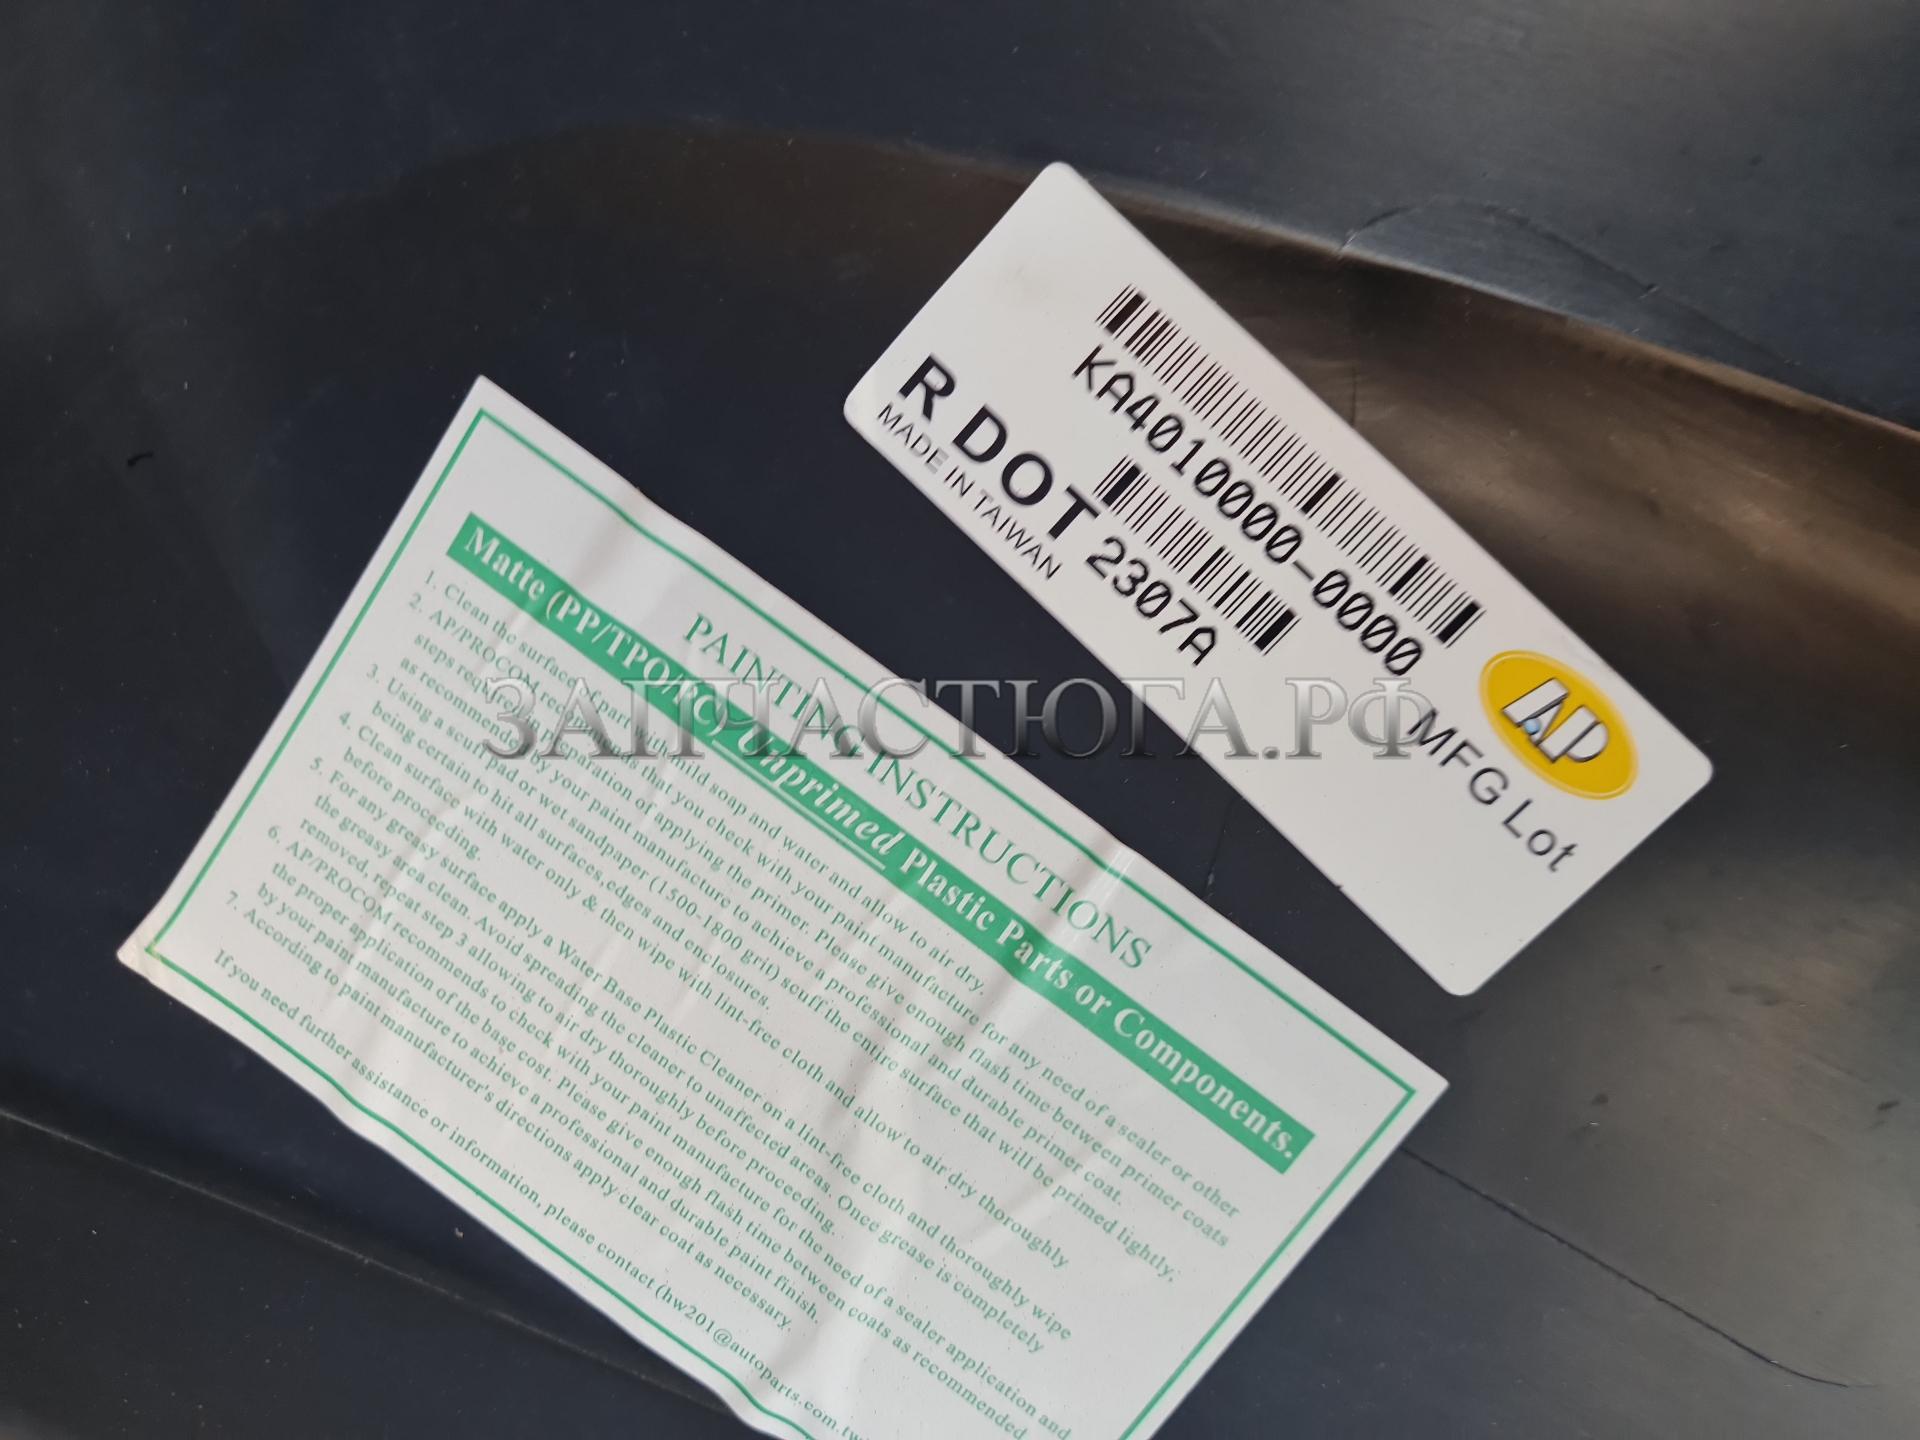 KA4010000-0000
R DOT 2307A
MADE IN TAIWAN
AP
MFG Lot
ЗАПЧАСТЮГА.РФ
PAINTING INSTRUCTIONS
Matte (PP/TPO/PC) Unprimed Plastic Parts or Components.
1. Clean the surface of part with mild soap and water and allow to air dry.
2. AP/PROCOM recommends that you check with your paint manufacture for any need of a sealer or other
steps required in preparation of applying the primer. Please give enough flash time between primer coats
as recommended by your paint manufacture to achieve a professional and durable primer coat.
3. Using a scuff pad or wet sandpaper (1500-1800 grit) scuff the entire surface that will be primed lightly,
being certain to hit all surfaces,edges and enclosures.
4. Clean surface with water only & then wipe with lint-free cloth and allow to air dry thoroughly
before proceeding.
5. For any greasy surface apply a Water Base Plastic Cleaner on a lint-free cloth and thoroughly wipe
the greasy area clean. Avoid spreading the cleaner to unaffected areas. Once grease is completely
removed, repeat step 3 allowing to air dry thoroughly before proceeding.
6. AP/PROCOM recommends to check with your paint manufacture for the need of a sealer application and
the proper application of the base cost. Please give enough flash time between coats as recommended
by your paint manufacture to achieve a professional and durable paint finish.
7. According to paint manufacturer's directions apply clear coat as necessary.
If you need further assistance or information, please contact (hw201@autoparts.com.tw